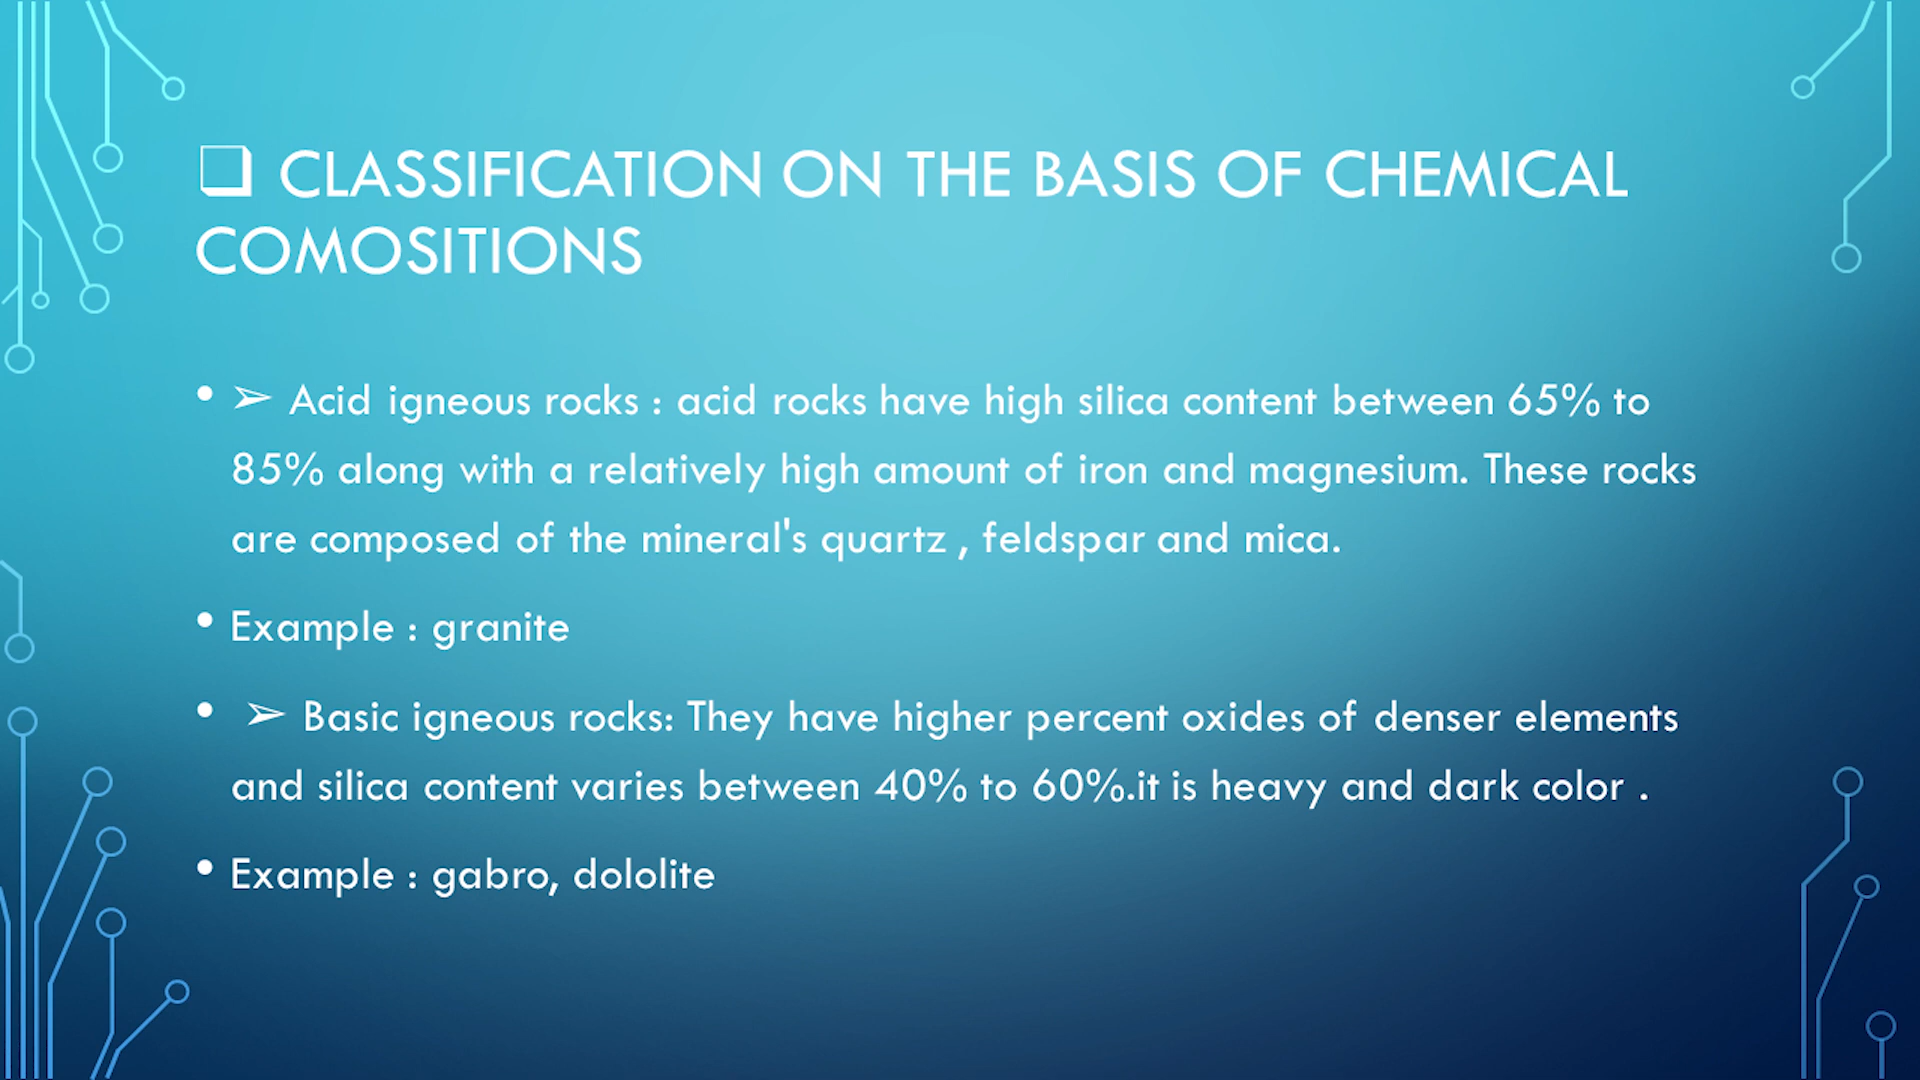 ❑ CLASSIFICATION ON THE BASIS OF CHEMICAL
COMOSITIONS
• ➢ Acid igneous rocks : acid rocks have high silica content between 65% to
85% along with a relatively high amount of iron and magnesium. These rocks
are composed of the mineral's quartz , feldspar and mica.
• Example : granite
• ➢ Basic igneous rocks: They have higher percent oxides of denser elements
and silica content varies between 40% to 60%.it is heavy and dark color .
• Example : gabro, dololite